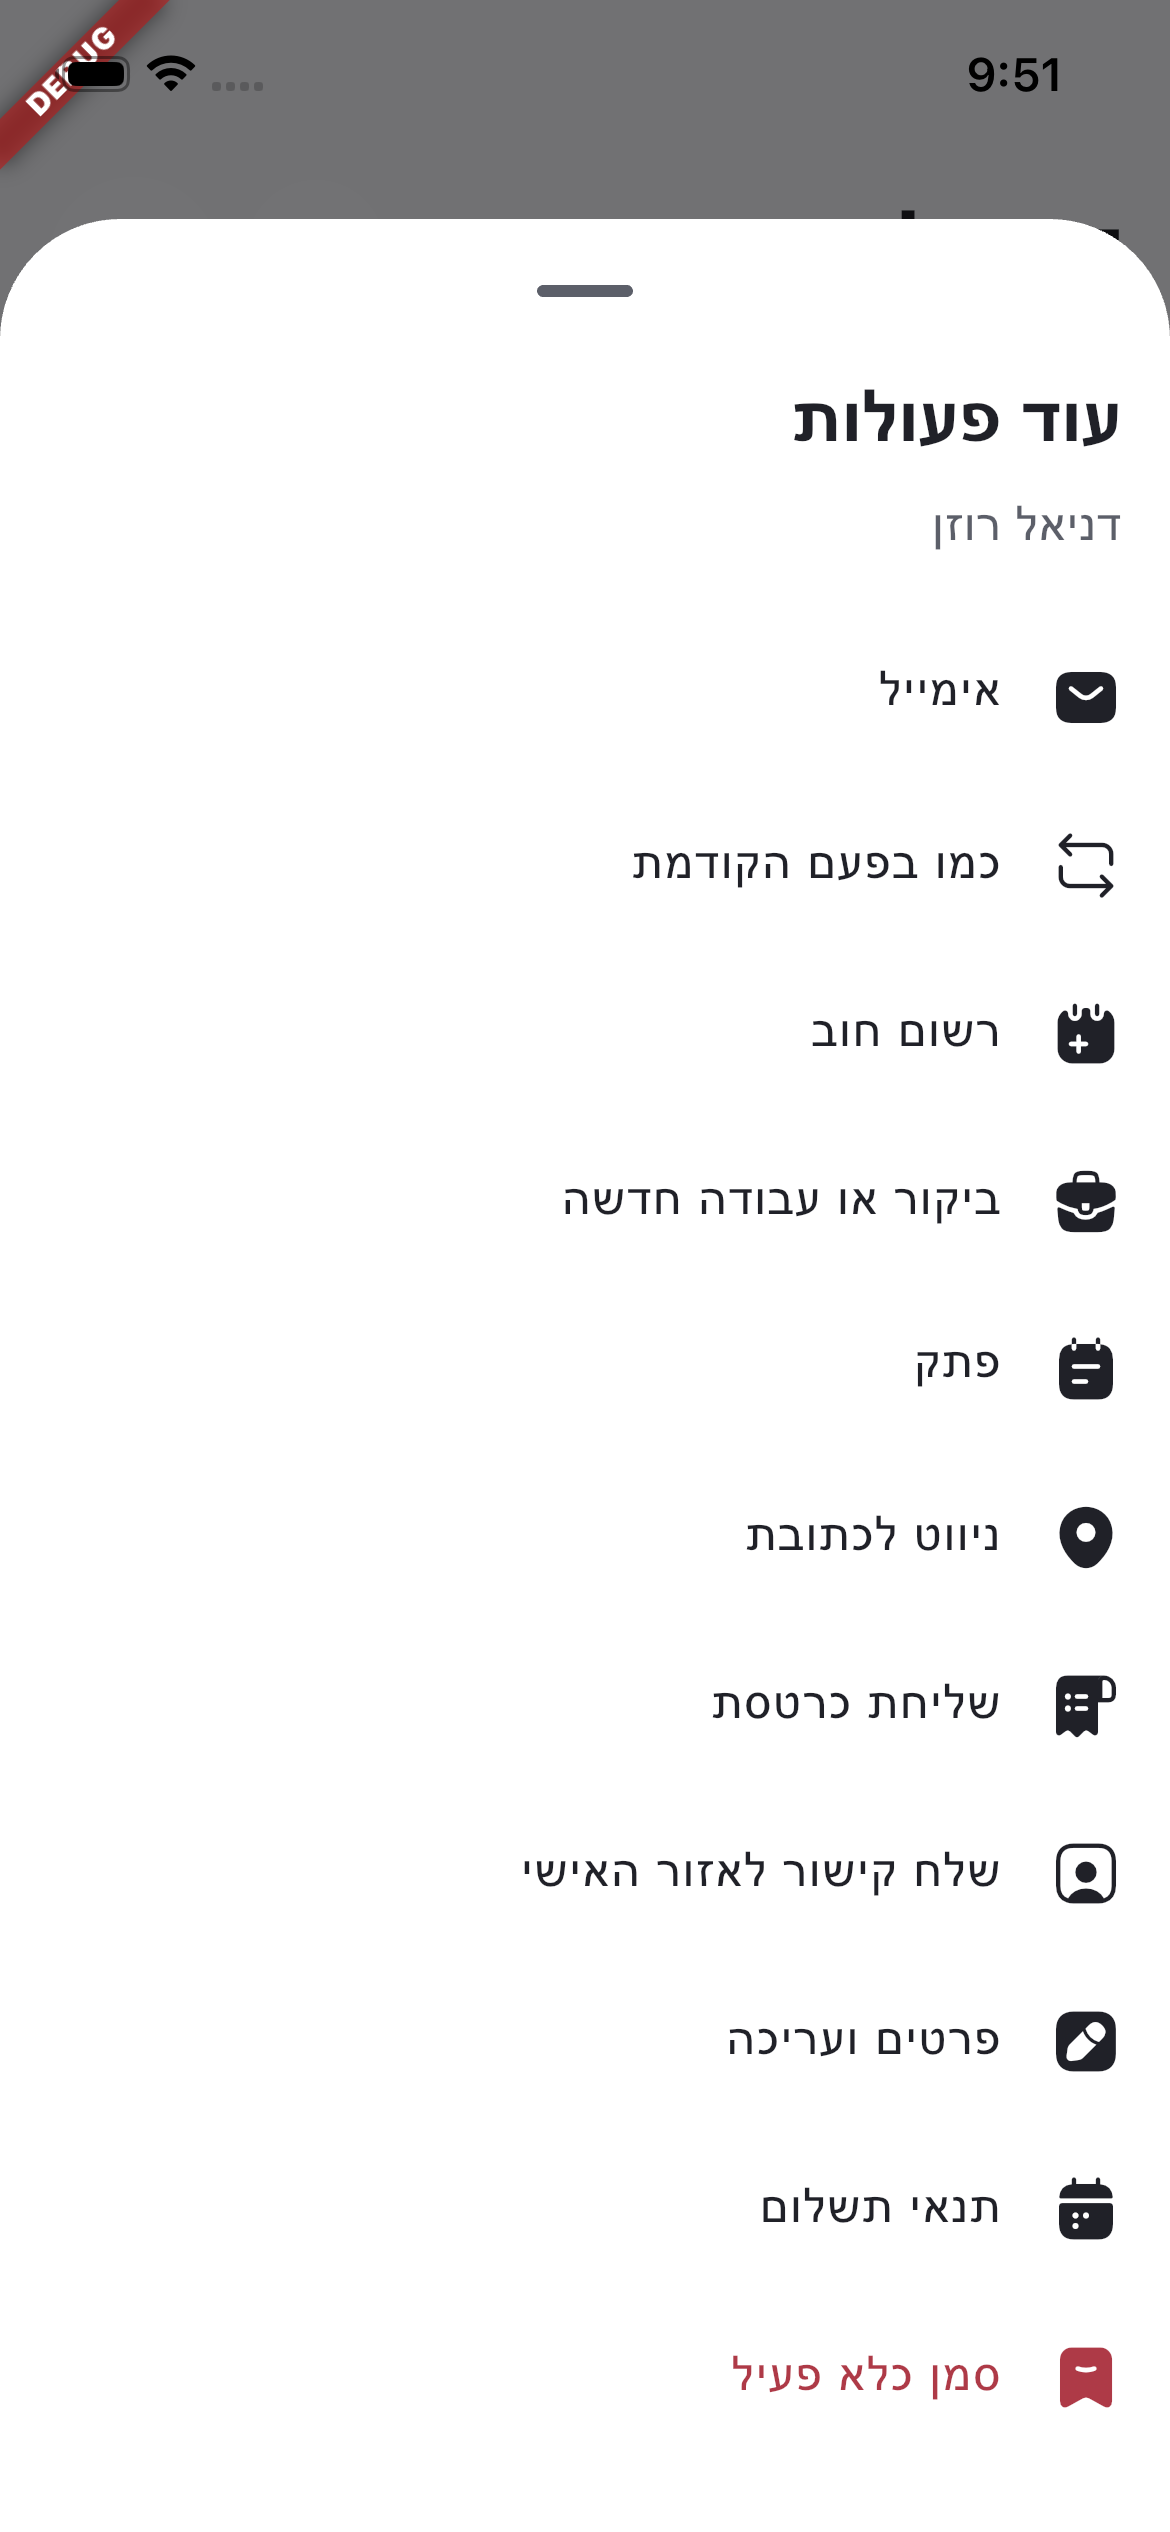 9:51
DEBUG
עוד פעולות
דניאל רוזן
אימייל
כמו בפעם הקודמת
רשום חוב
ביקור או עבודה חדשה
פתק
ניווט לכתובת
שליחת כרטסת
שלח קישור לאזור האישי
פרטים ועריכה
תנאי תשלום
סמן כלא פעיל